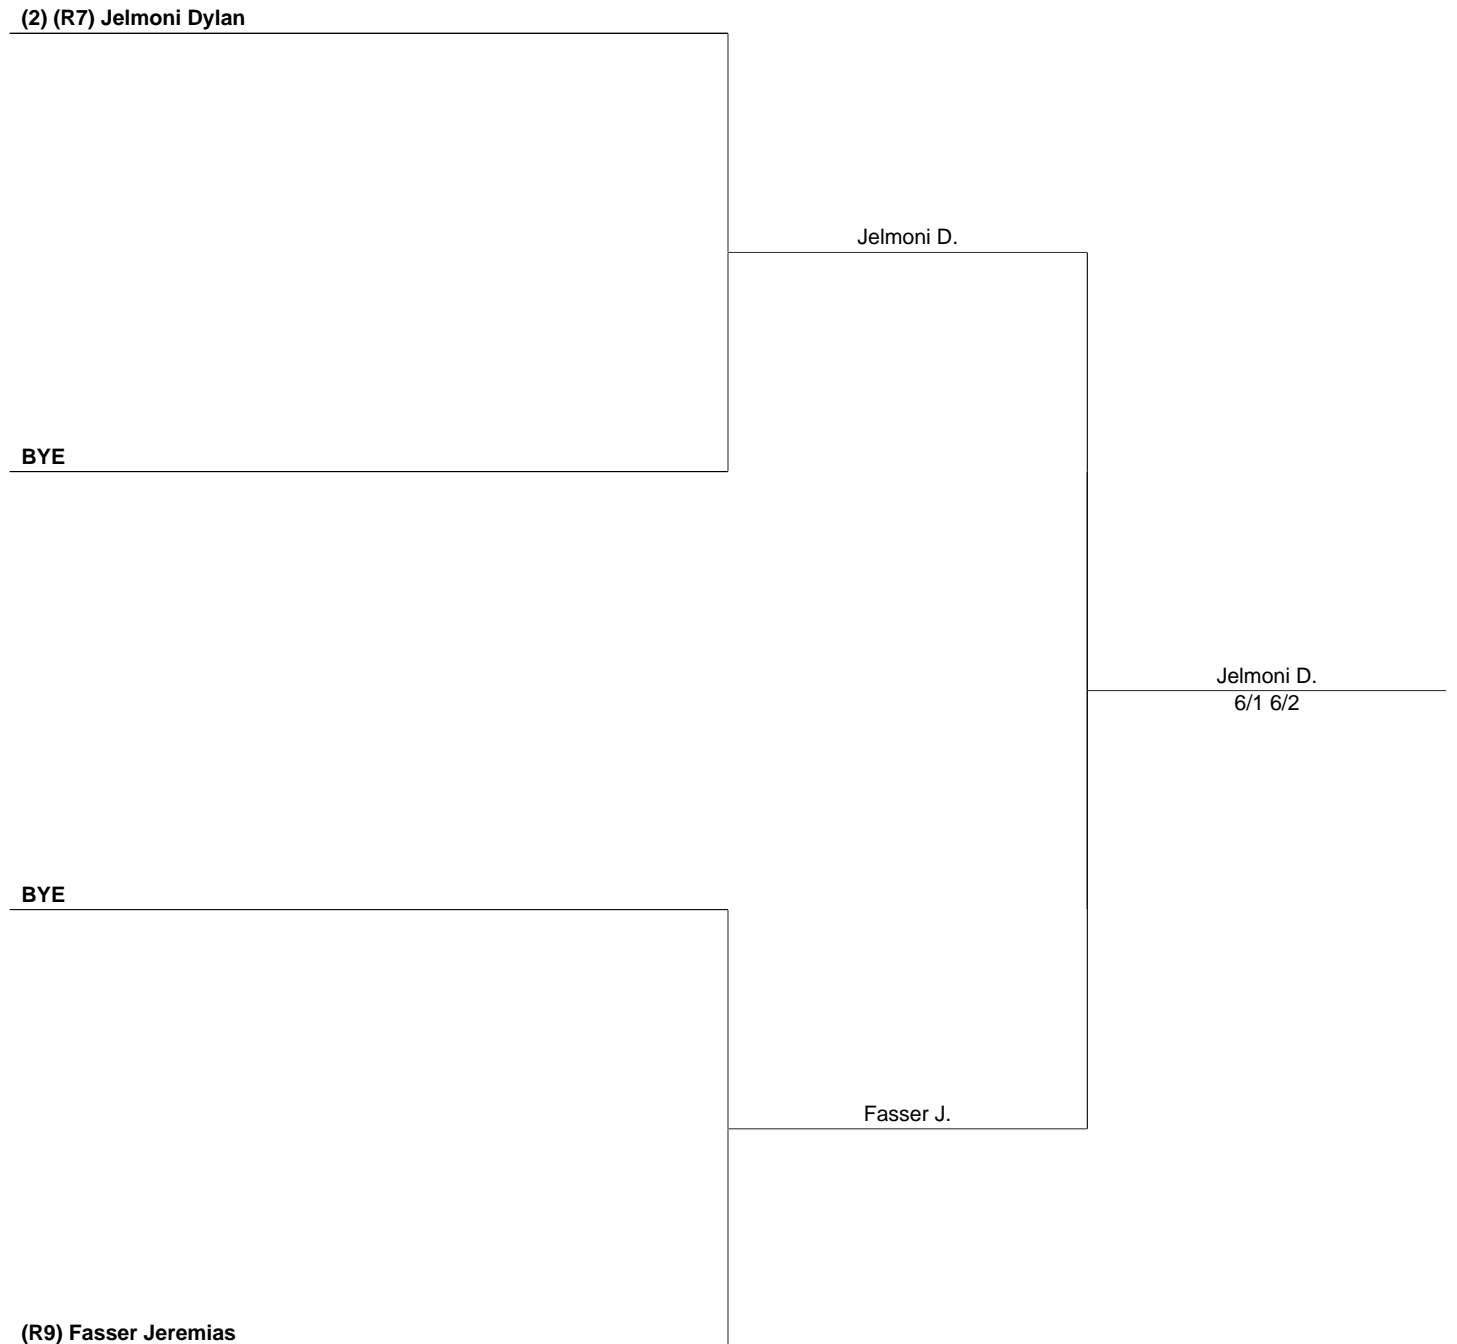 (2) (R7) Jelmoni Dylan
Jelmoni D.
BYE
Jelmoni D.
6/1 6/2
BYE
Fasser J.
(R9) Fasser Jeremias